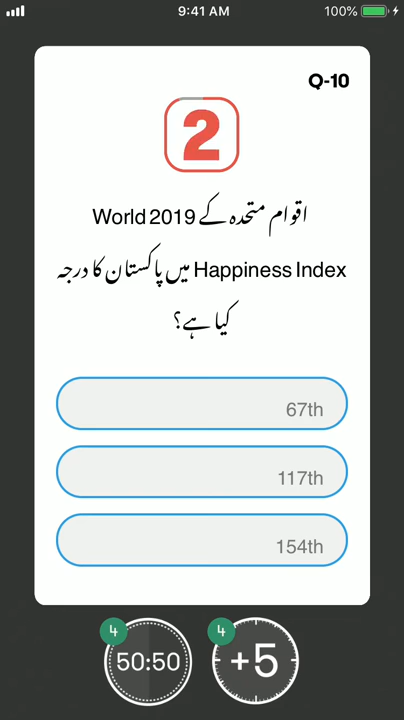 9:41 AM
100%
Q-10
2
اقوام متحدہ کے World 2019
Happiness Index میں پاکستان کا درجہ
کیا ہے؟
67th
117th
154th
4
50:50
4
+5